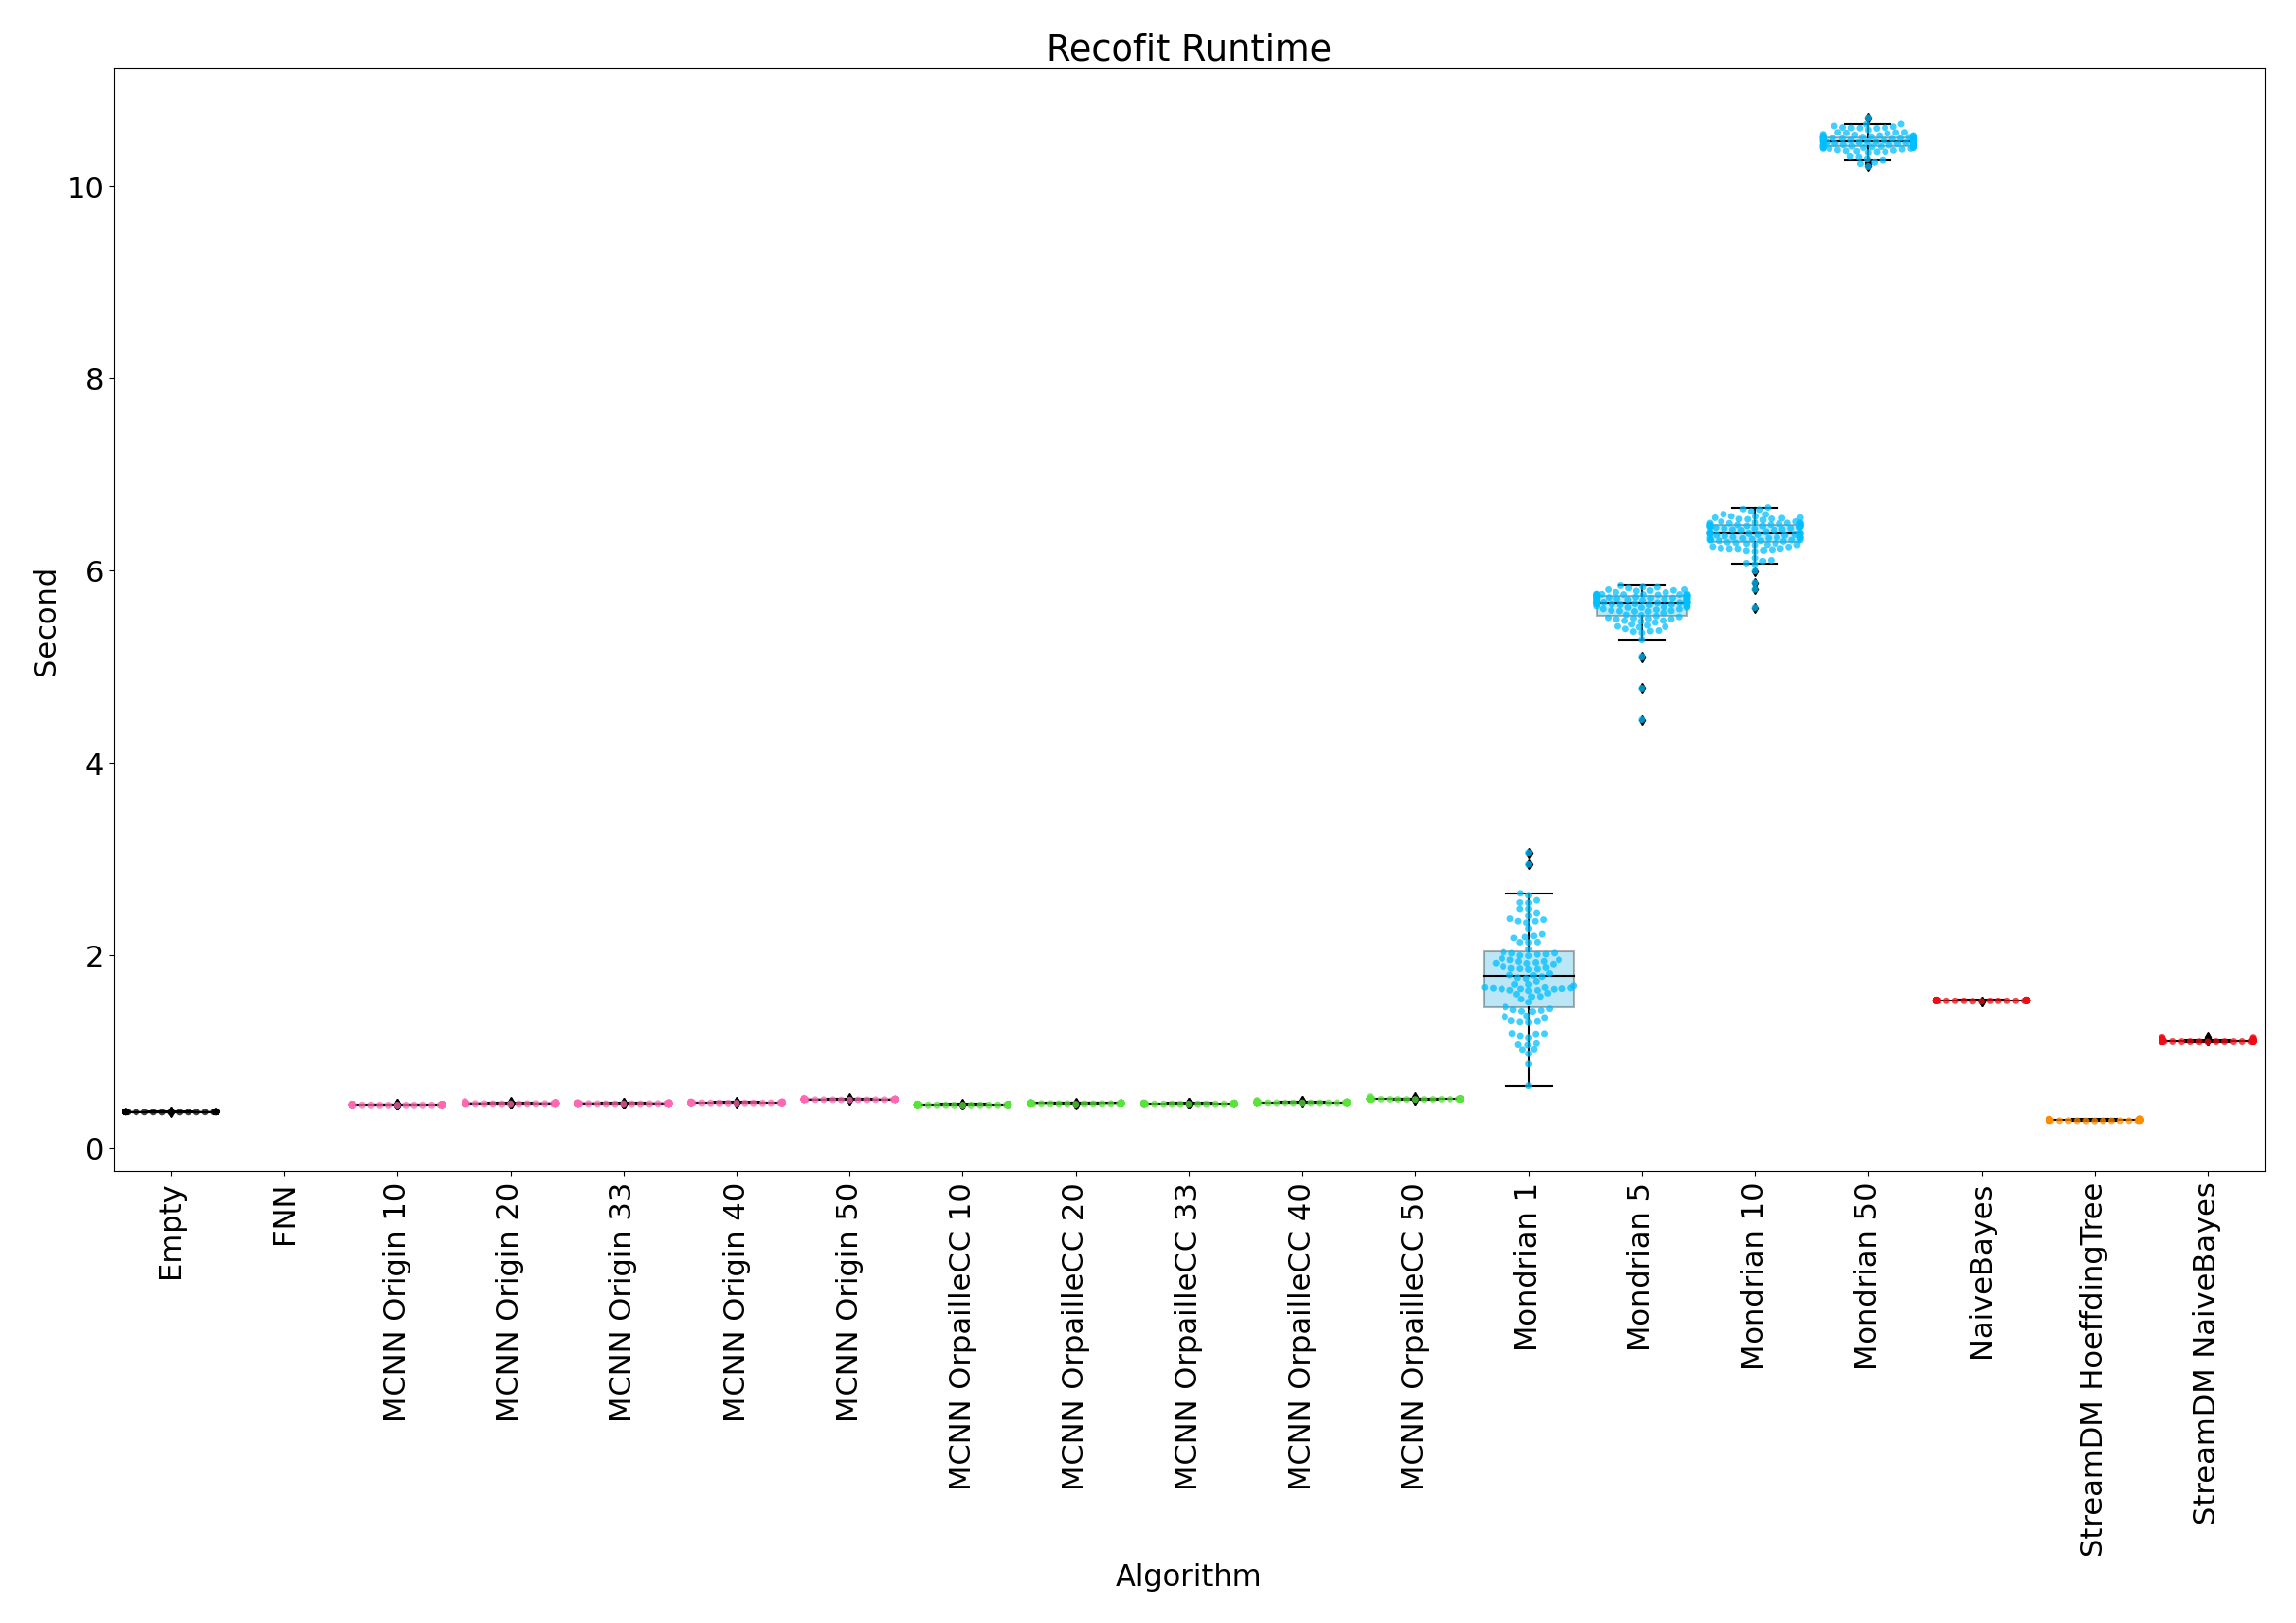 Recofit Runtime
Second
10
8
6
4
2
0
Empty
FNN
MCNN Origin 10
MCNN Origin 20
MCNN Origin 33
MCNN Origin 40
MCNN Origin 50
MCNN OrpailleCC 10
MCNN OrpailleCC 20
MCNN OrpailleCC 33
MCNN OrpailleCC 40
MCNN OrpailleCC 50
Mondrian 1
Mondrian 5
Mondrian 10
Mondrian 50
NaiveBayes
StreamDM HoeffdingTree
StreamDM NaiveBayes
Algorithm